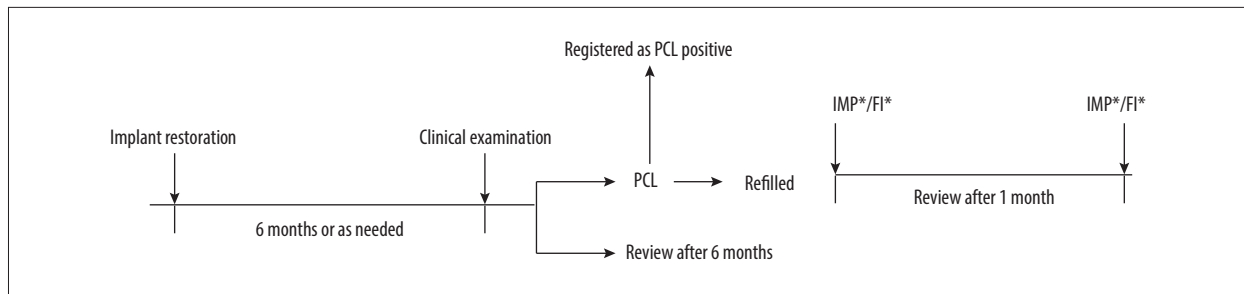 Registered as PCL positive
IMP*/FI*
IMP*/FI*
Implant restoration
Clinical examination
PCL
Refilled
Review after 1 month
6 months or as needed
Review after 6 months